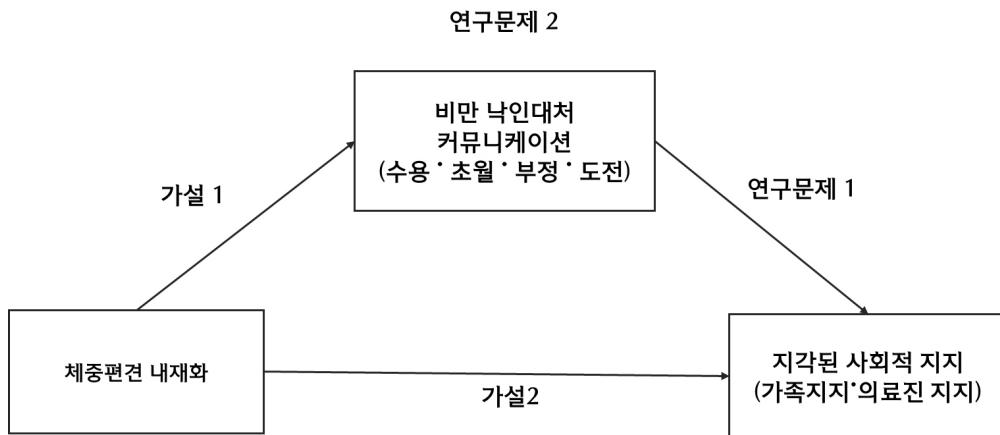 연구문제 2
비만 낙인대처
커뮤니케이션
(수용・초월・부정・도전)
가설 1
연구문제 1
체중편견 내재화
가설2
지각된 사회적 지지
(가족지지・의료진 지지)